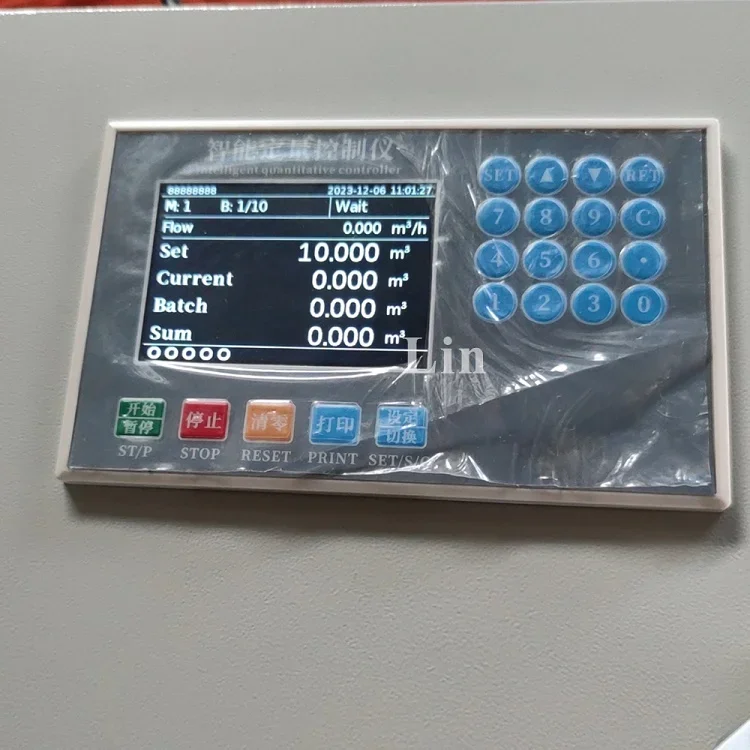 智能定量控制仪
intelligent quantitative controller
88888888 2023-12-06 11:01:27
M: 1 B: 1/10 Wait
Flow 0.000 m³/h
Set 10.000 m³
Current 0.000 m³
Batch 0.000 m³
Sum 0.000 m³
SET ▲ ▼ RET
7 8 9 C
4 5 6 .
1 2 3 0
Lin
开始 停止 清零 打印 设定
暂停 切换
ST/P STOP RESET PRINT SET/S/C